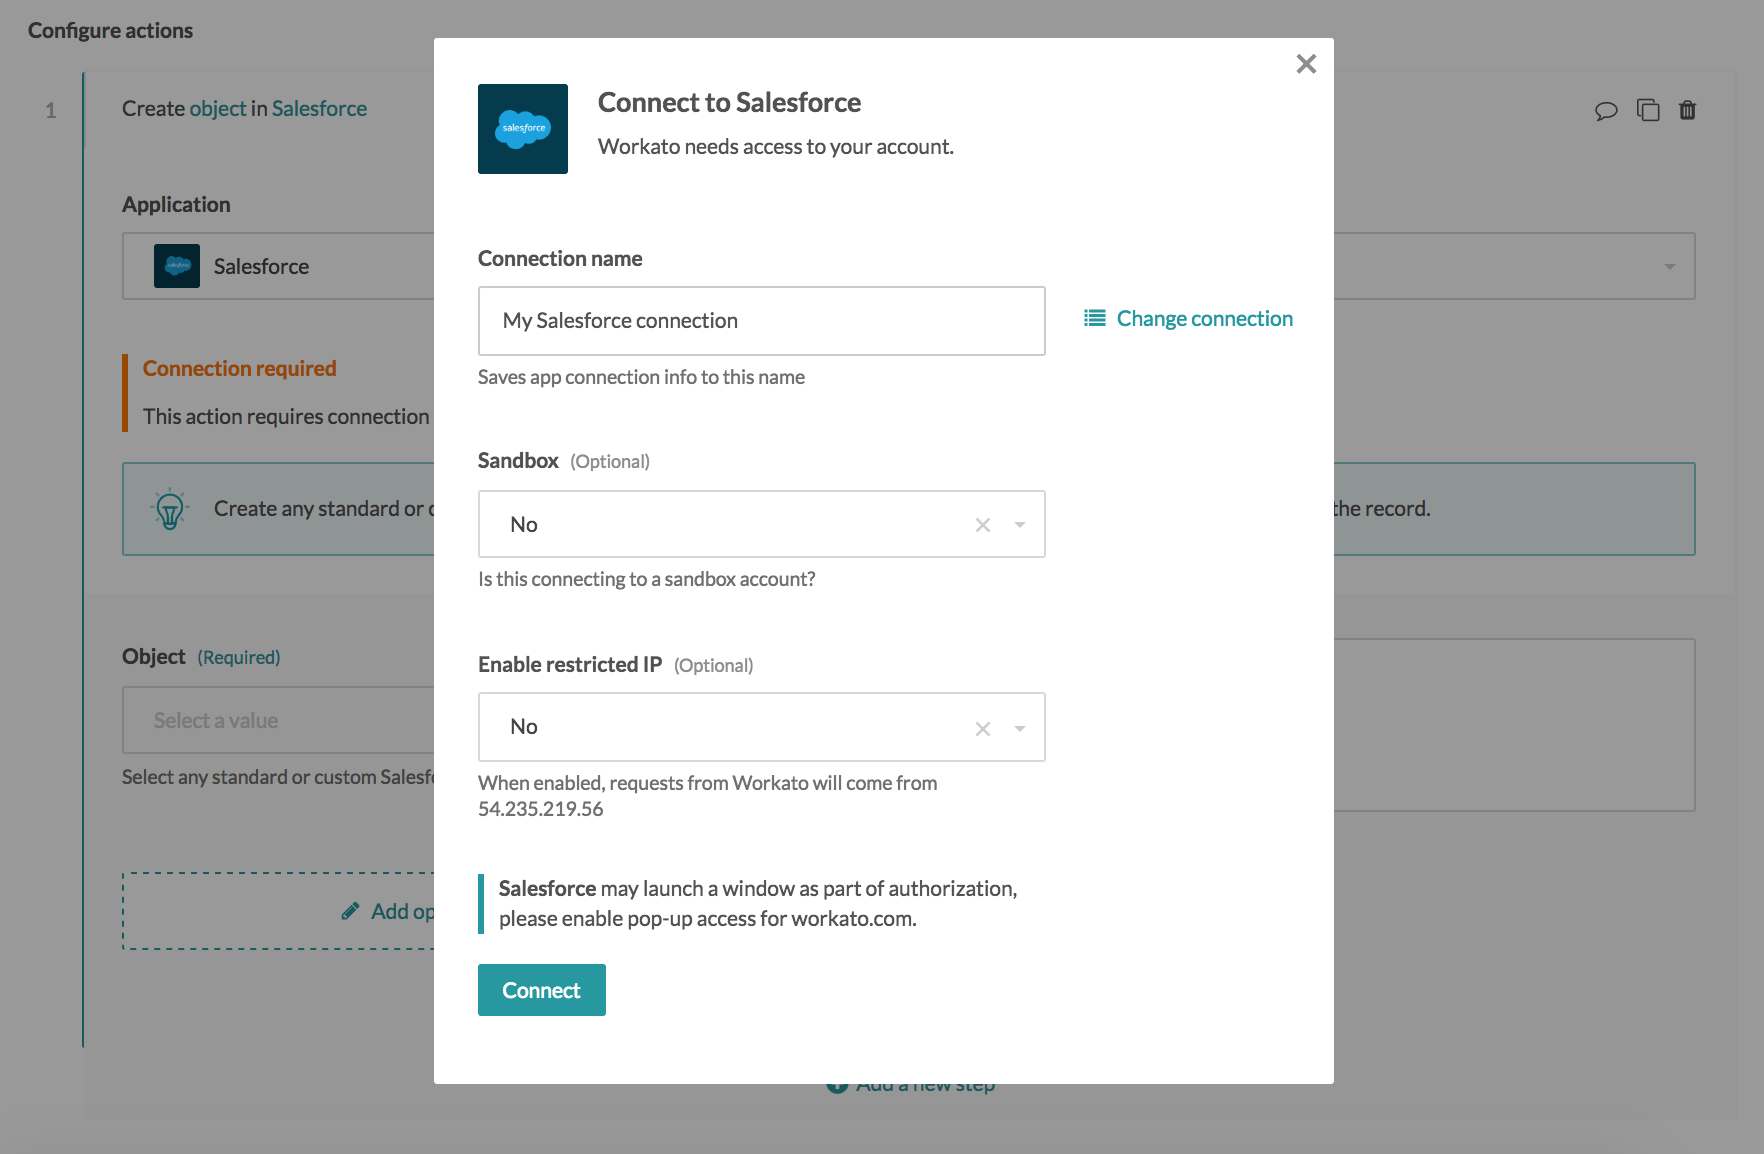 Configure actions
1
Create object in Salesforce
Application
Salesforce
Connection required
This action requires connection
Create any standard or
the record.
Object (Required)
Select a value
Select any standard or custom
Add
Connect to Salesforce
Workato needs access to your account.
salesforce
Connection name
My Salesforce connection
Change connection
Saves app connection info to this name
Sandbox (Optional)
No
Is this connecting to a sandbox account?
Enable restricted IP (Optional)
No
When enabled, requests from Workato will come from
54.235.219.56
Salesforce may launch a window as part of authorization,
please enable pop-up access for workato.com.
Connect
Add a new step